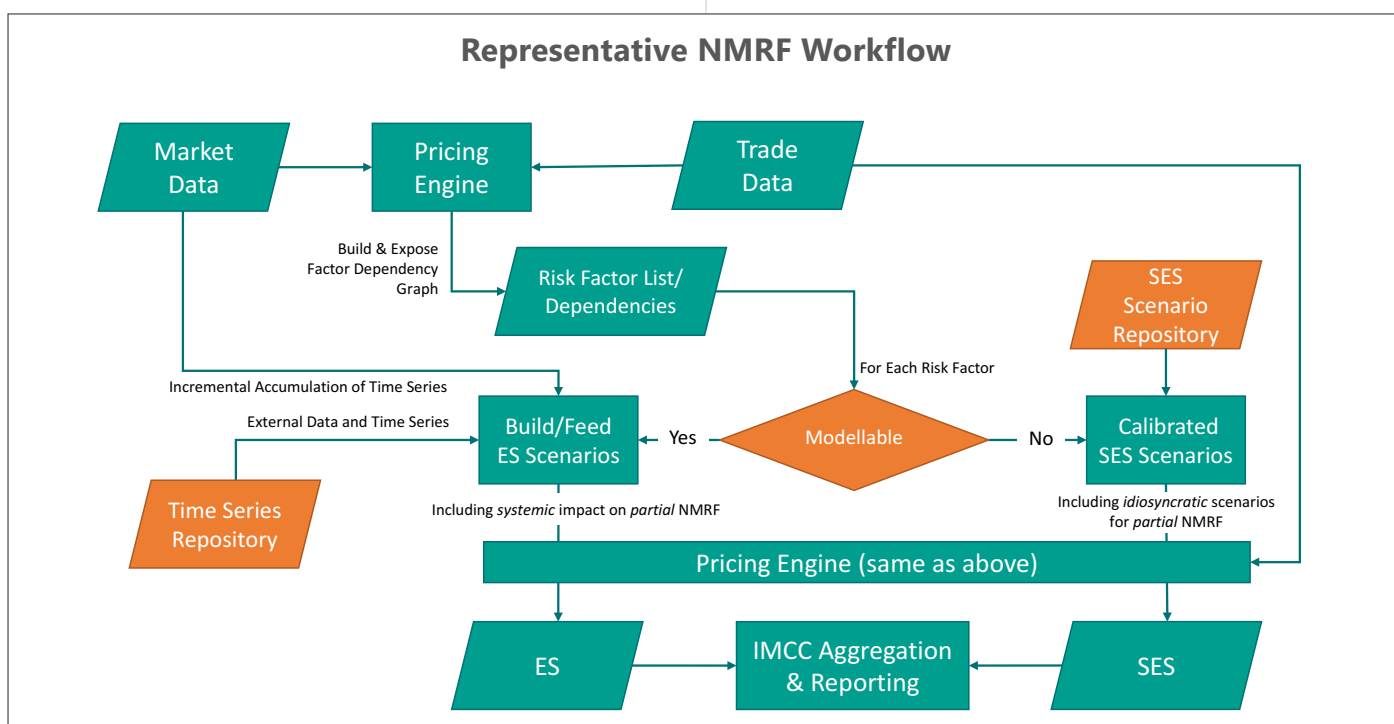 Representative NMRF Workflow
Market
Data
Pricing
Engine
Trade
Data
Build & Expose
Factor Dependency
Graph
Risk Factor List/
Dependencies
SES
Scenario
Repository
For Each Risk Factor
Incremental Accumulation of Time Series
External Data and Time Series
Build/Feed
ES Scenarios
Yes
Modellable
No
Calibrated
SES Scenarios
Time Series
Repository
Including systemic impact on partial NMRF
Including idiosyncratic scenarios
for partial NMRF
Pricing Engine (same as above)
ES
IMCC Aggregation
& Reporting
SES